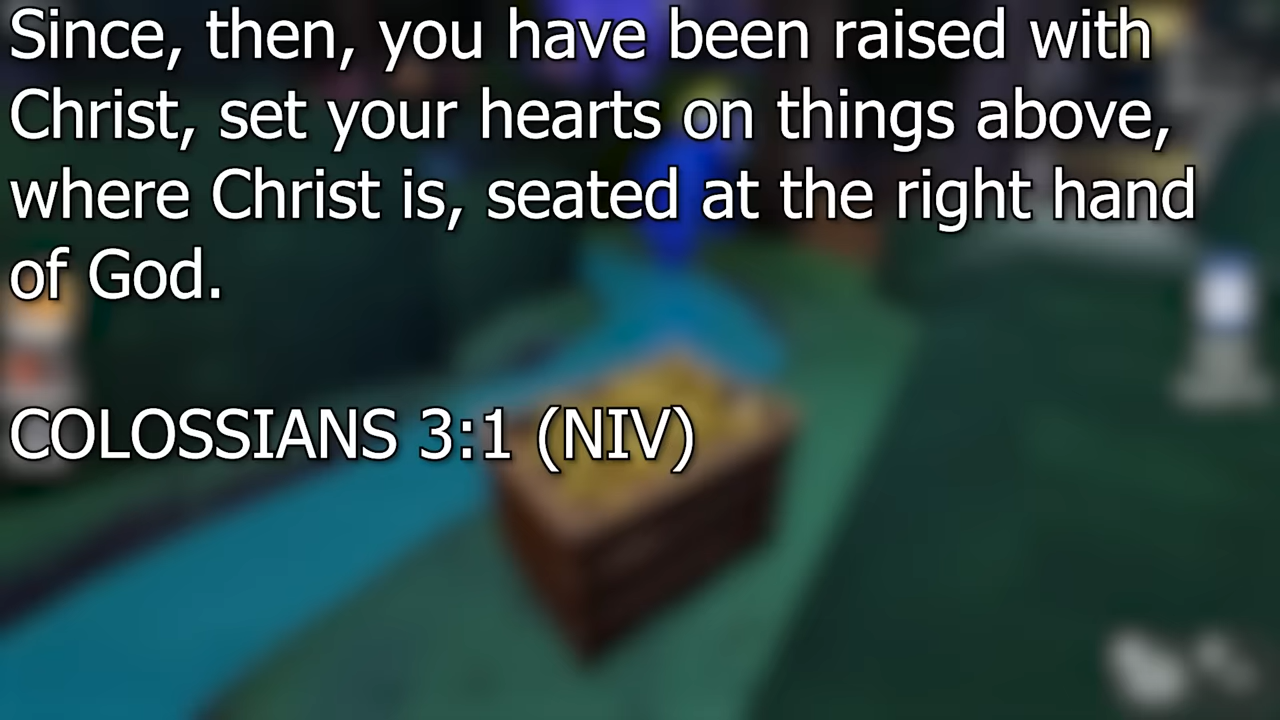 Since, then, you have been raised with
Christ, set your hearts on things above,
where Christ is, seated at the right hand
of God.
COLOSSIANS 3:1 (NIV)